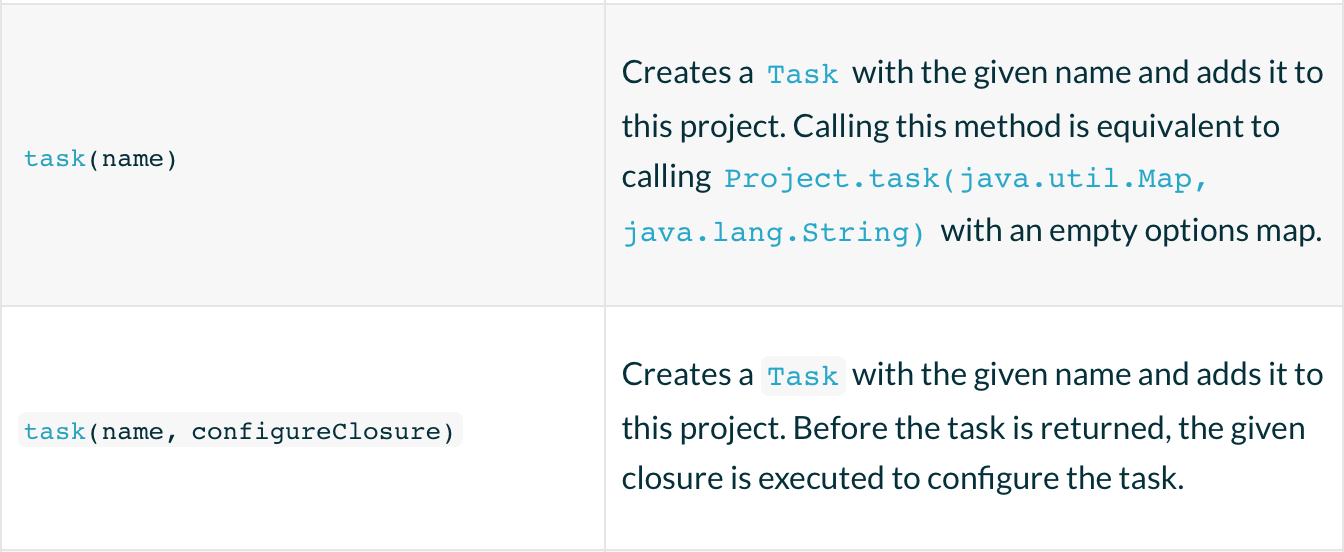 task(name)
Creates a Task with the given name and adds it to
this project. Calling this method is equivalent to
calling Project.task(java.util.Map,
java.lang.String) with an empty options map.
task(name, configureClosure)
Creates a Task with the given name and adds it to
this project. Before the task is returned, the given
closure is executed to configure the task.